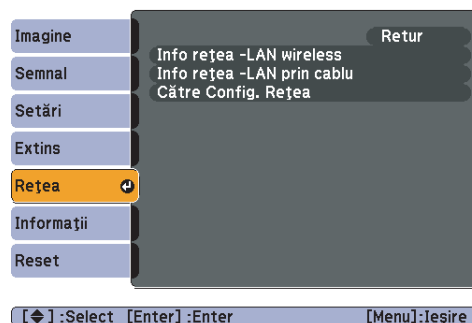 Imagine
Semnal
Setări
Extins
Reţea
Informaţii
Reset
Retur
Info reţea -LAN wireless
Info reţea -LAN prin cablu
Către Config. Reţea
[ ] :Select [Enter] :Enter [Menu]:Iesire